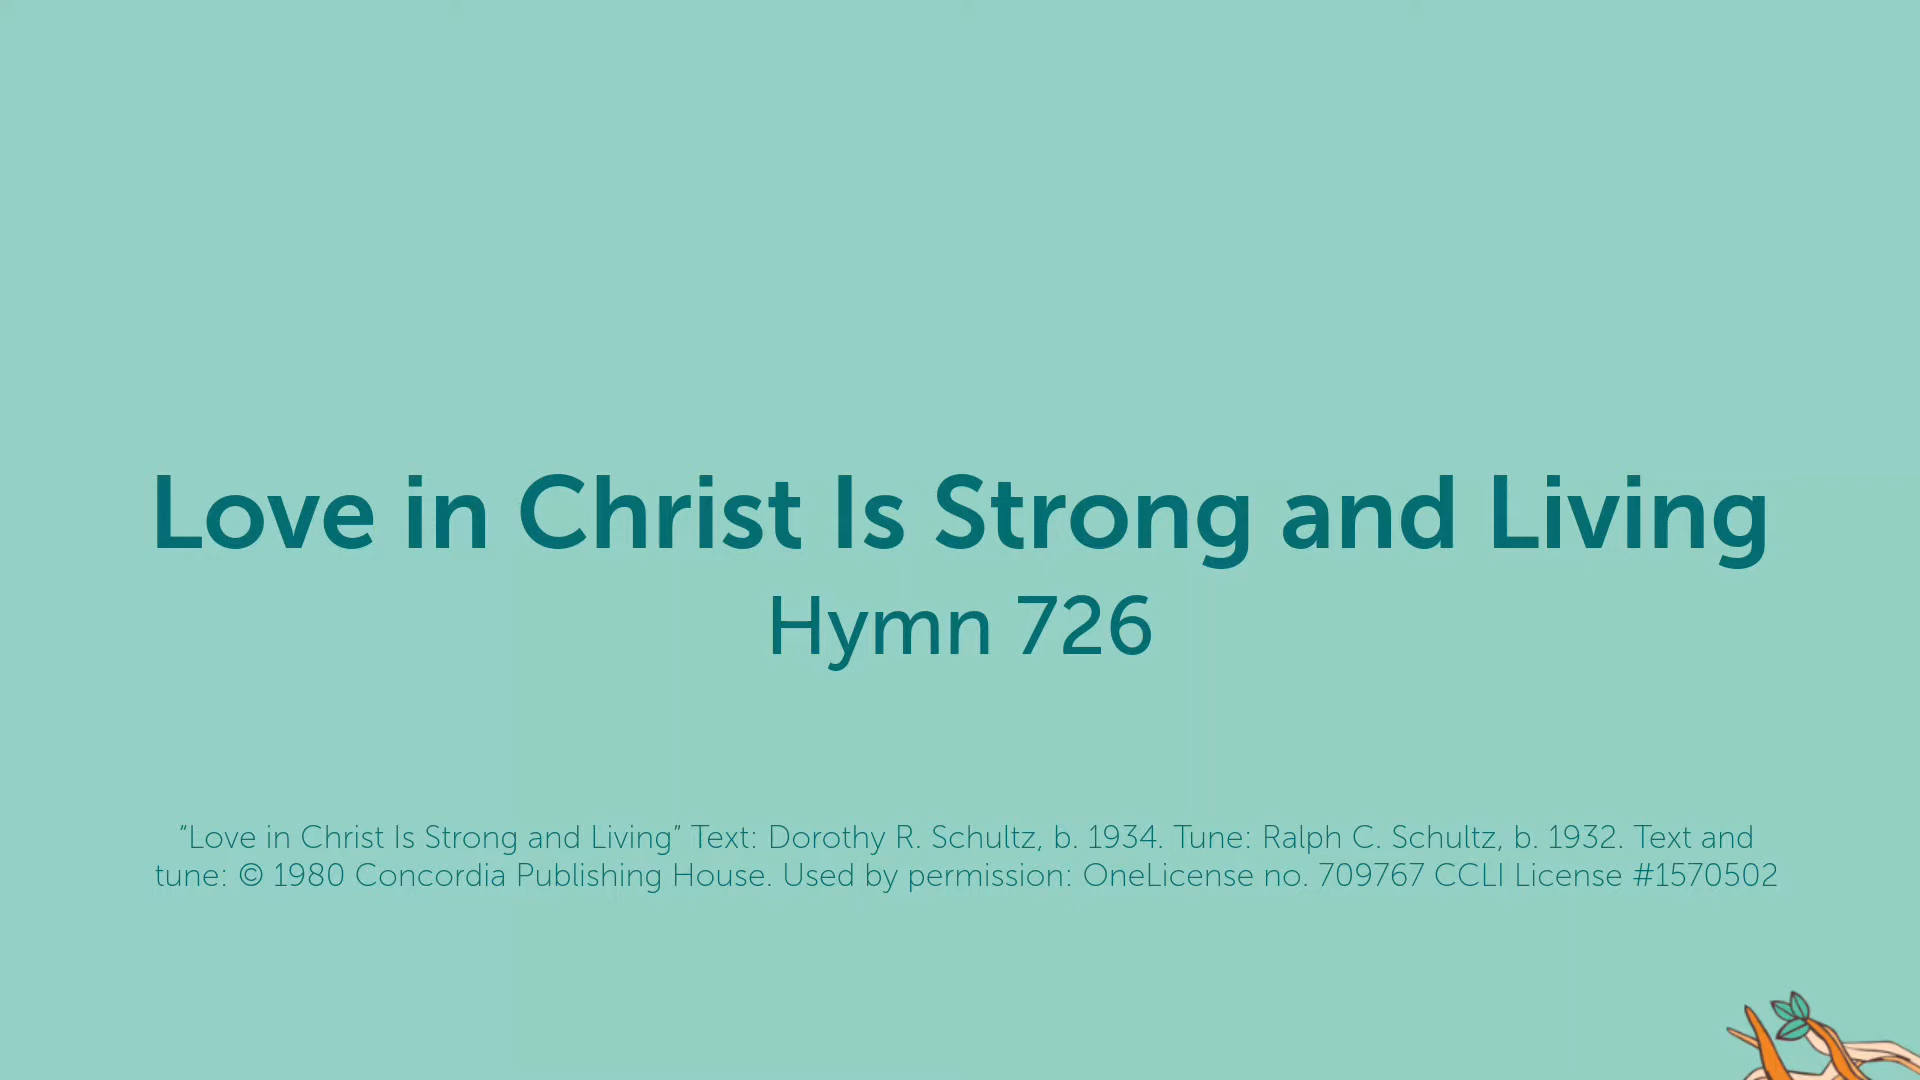 Love in Christ Is Strong and Living
Hymn 726
“Love in Christ Is Strong and Living” Text: Dorothy R. Schultz, b. 1934. Tune: Ralph C. Schultz, b. 1932. Text and
tune: © 1980 Concordia Publishing House. Used by permission: OneLicense no. 709767 CCLI License #1570502